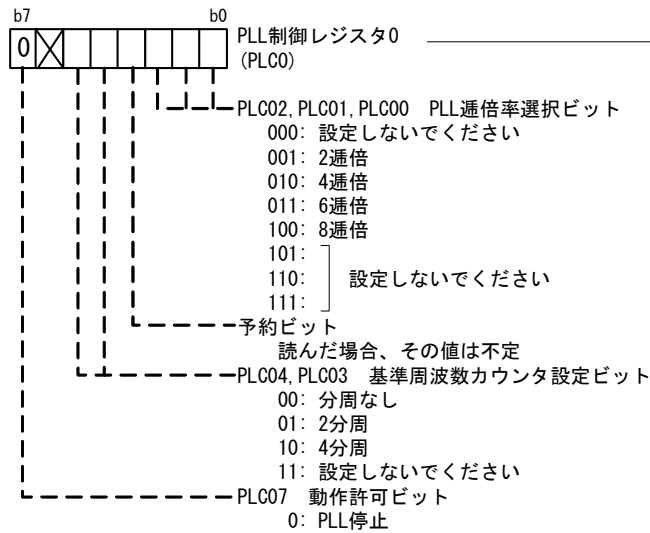 b7 b0
0
PLL制御レジスタ0
(PLC0)
PLC02,PLC01,PLC00 PLL逓倍率選択ビット
000: 設定しないでください
001: 2逓倍
010: 4逓倍
011: 6逓倍
100: 8逓倍
101:
110: 設定しないでください
111:
予約ビット
読んだ場合、その値は不定
PLC04,PLC03 基準周波数カウンタ設定ビット
00: 分周なし
01: 2分周
10: 4分周
11: 設定しないでください
PLC07 動作許可ビット
0: PLL停止